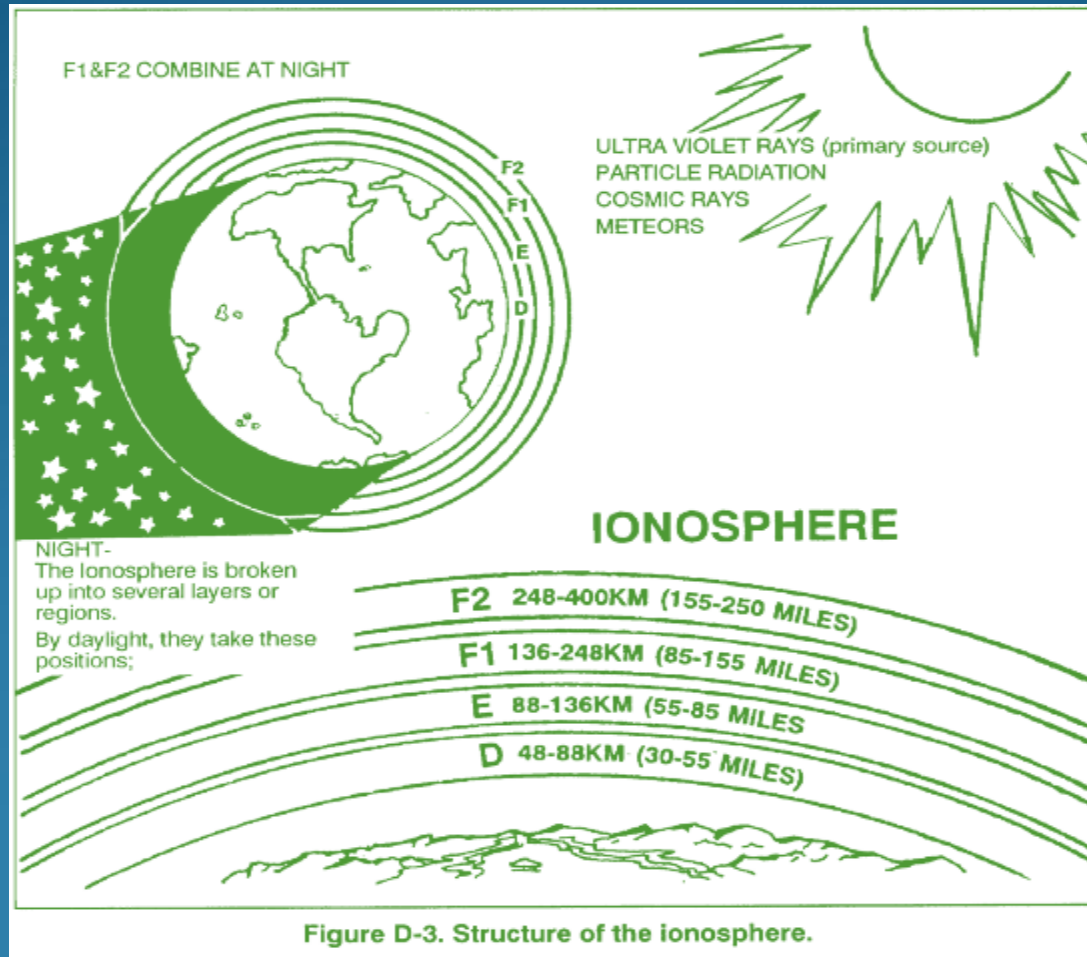 F1&F2 COMBINE AT NIGHT
ULTRA VIOLET RAYS (primary source)
PARTICLE RADIATION
COSMIC RAYS
METEORS
F2
F1
E
D
IONOSPHERE
NIGHT-
The Ionosphere is broken
up into several layers or
regions.
By daylight, they take these
positions;
F2 248-400KM (155-250 MILES)
F1 136-248KM (85-155 MILES)
E 88-136KM (55-85 MILES
D 48-88KM (30-55 MILES)
Figure D-3. Structure of the ionosphere.